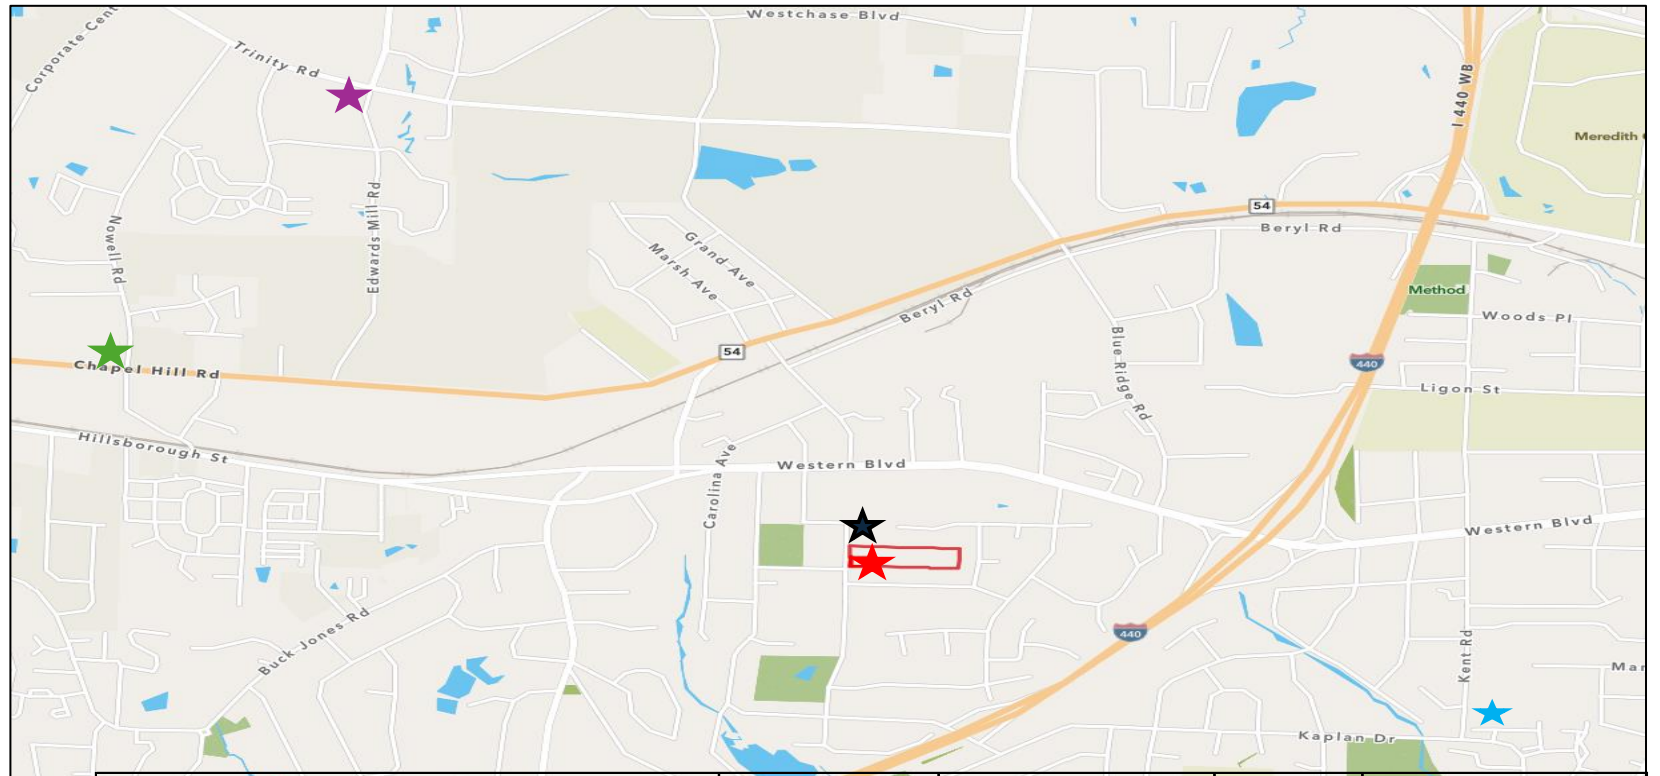 Westchase Blvd
Corporate Cent
Trinity Rd
I 440 WB
Meredith
54
Beryl Rd
Edwards Mill Rd
Nowell Rd
Grand Ave
Marsh Ave
Method
Beryl Rd
Woods Pl
54
Blue Ridge Rd
440
Chapel Hill Rd
Ligon St
Hillsborough St
Western Blvd
Carolina Ave
Western Blvd
Buck Jones Rd
440
Kent Rd
Mar
Kaplan Dr